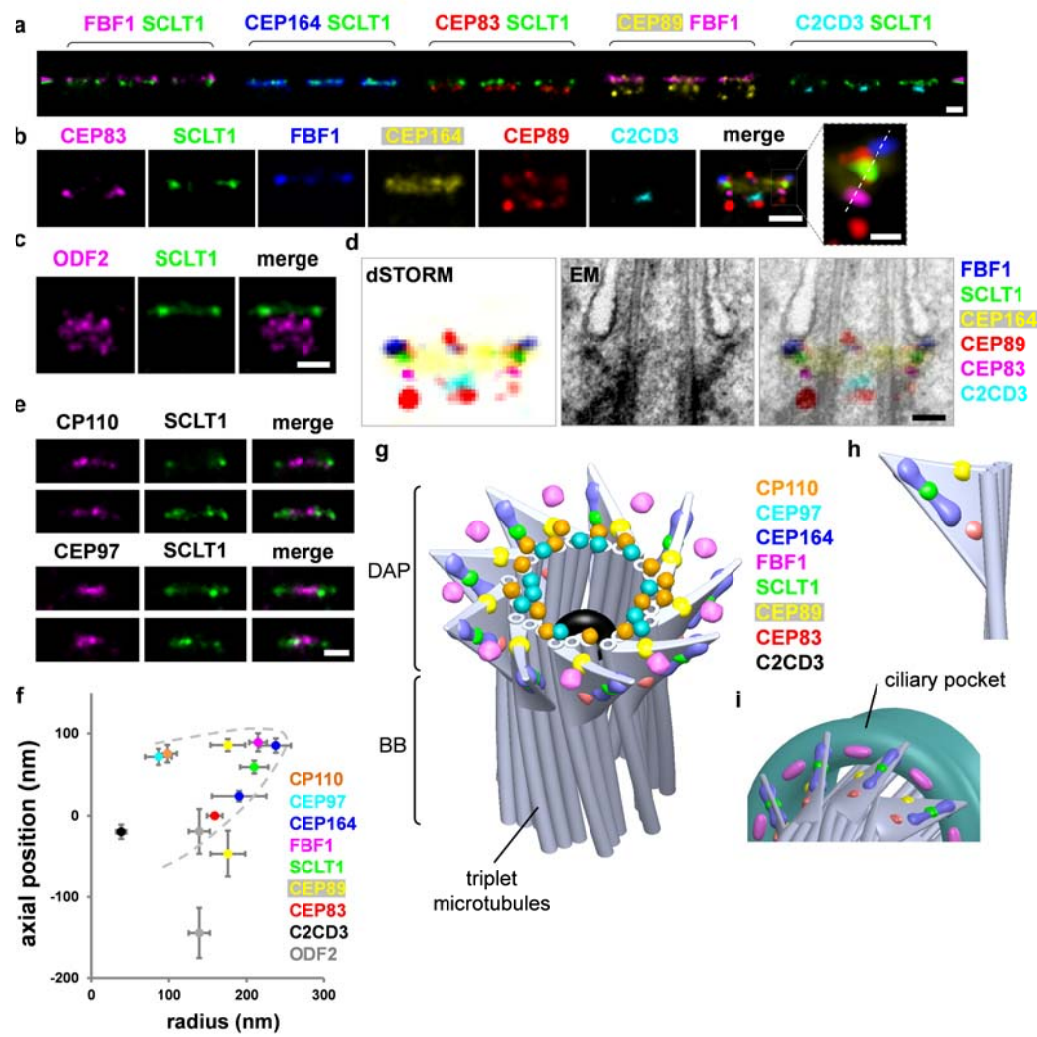 a
FBF1 SCLT1 CEP164 SCLT1 CEP83 SCLT1 CEP89 FBF1 C2CD3 SCLT1
b
CEP83 SCLT1 FBF1 CEP164 CEP89 C2CD3 merge
c
ODF2 SCLT1 merge
d
dSTORM EM
FBF1
SCLT1
CEP164
CEP89
CEP83
C2CD3
e
CP110 SCLT1 merge
CEP97 SCLT1 merge
f
axial position (nm)
100
0
-100
-200
0 100 200 300
radius (nm)
CP110
CEP97
CEP164
FBF1
SCLT1
CEP89
CEP83
C2CD3
ODF2
g
DAP
BB
triplet
microtubules
CP110
CEP97
CEP164
FBF1
SCLT1
CEP89
CEP83
C2CD3
h
i
ciliary pocket